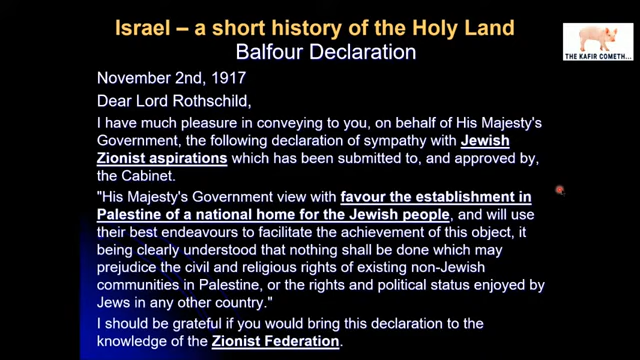 Israel – a short history of the Holy Land
Balfour Declaration
THE KAFIR COMETH...
November 2nd, 1917
Dear Lord Rothschild,
I have much pleasure in conveying to you, on behalf of His Majesty's
Government, the following declaration of sympathy with Jewish
Zionist aspirations which has been submitted to, and approved by,
the Cabinet.
"His Majesty's Government view with favour the establishment in
Palestine of a national home for the Jewish people, and will use
their best endeavours to facilitate the achievement of this object, it
being clearly understood that nothing shall be done which may
prejudice the civil and religious rights of existing non-Jewish
communities in Palestine, or the rights and political status enjoyed by
Jews in any other country."
I should be grateful if you would bring this declaration to the
knowledge of the Zionist Federation.